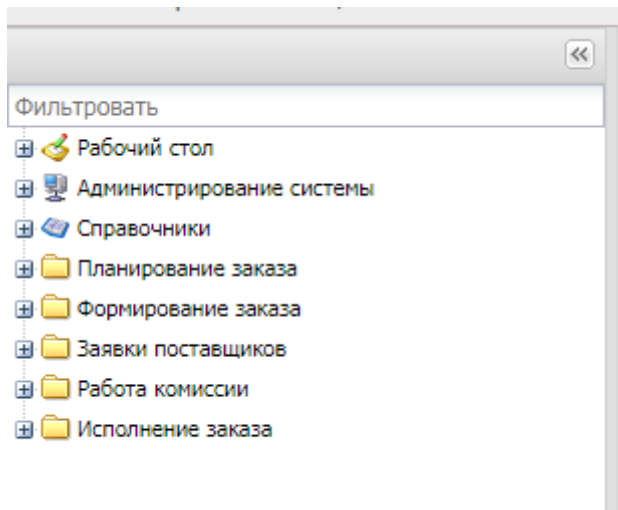 Фильтровать
Рабочий стол
Администрирование системы
Справочники
Планирование заказа
Формирование заказа
Заявки поставщиков
Работа комиссии
Исполнение заказа